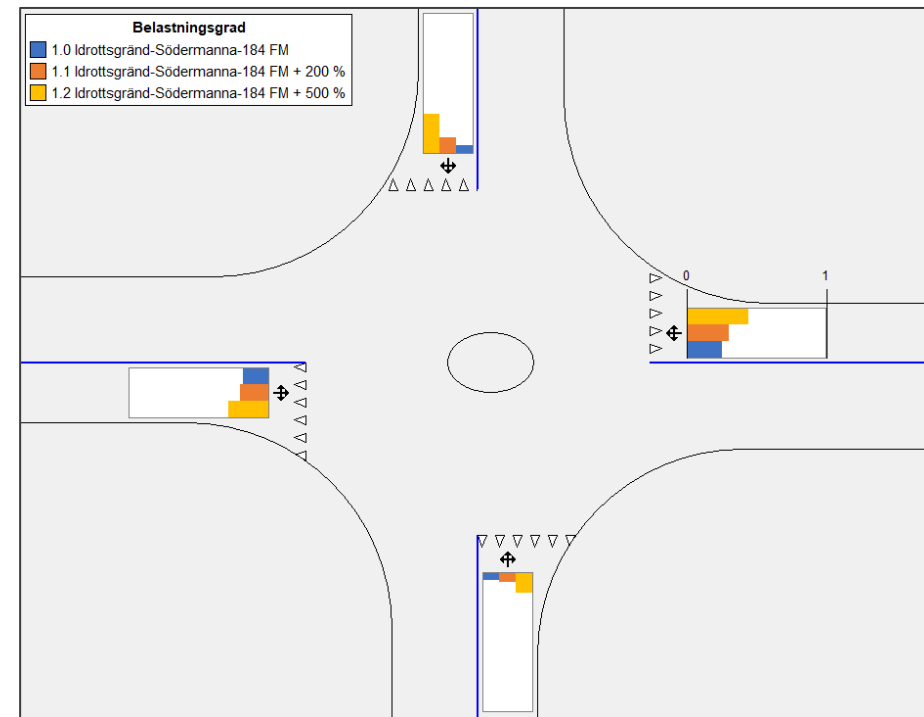 Belastningsgrad
1.0 Idrottsgränd-Södermanna-184 FM
1.1 Idrottsgränd-Södermanna-184 FM + 200 %
1.2 Idrottsgränd-Södermanna-184 FM + 500 %
0 1